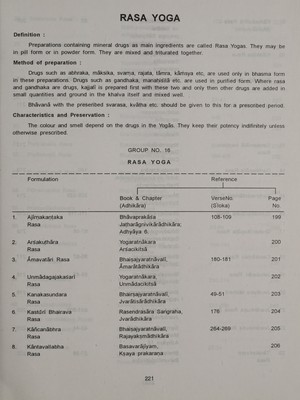 RASA YOGA
Definition :
Preparations containing mineral drugs as main ingredients are called Rasa Yogas. They may be
in pill form or in powder form. They are mixed and triturated together.
Method of preparation :
Drugs such as abhraka, mākṣika, svarṇa, rajata, tāmra, kāntaya etc, are used only in bhasma form
in these preparations. Drugs such as gandhaka, manaḥśilā etc. are used in purified form. Where rasa
and gandhaka are drugs, kajjalī is prepared first with these two and only then other drugs are added in
small quantities and ground in the khalva itself and mixed well.
Bhāvanā with the prescribed svarasa, kvātha etc. should be given to this for a prescribed period.
Characteristics and Preservation :
The colour and smell depend on the drugs in the Yogās. They keep their potency indefinitely unless
otherwise prescribed.
GROUP NO. 16
RASA YOGA
Formulation Reference
Book & Chapter VerseNo. Page
(Adhikāra) (Śloka) No.
1. Ajīrṇakaṇṭaka Bhāvaprakāśa 108-109 199
Rasa Jaṭharāgnivikārādhikāra;
Adhyāya 6.
2. Arśakuṭhāra Yogaratnākara 200
Rasa Arśacikitsā
3. Āmavatāri Rasa Bhaiṣajyaratnāvalī, 180-181 201
Āmavātādhikāra
4. Unmādagajakeśarī Yogaratnākara, 202
Rasa Unmādacikitsā
5. Kanakasundara Bhaiṣajyaratnāvalī, 49-51 203
Rasa Jvarātisārādhikāra
6. Kastūri Bhairava Rasendrasāra Saṅgraha, 176 204
Rasa Jvarādhikāra
7. Kāñcanābhra Bhaiṣajyaratnāvalī, 264-269 205
Rasa Rājayakṣmādhikāra
8. Kāntavallabha Basavarājīyam, 206
Rasa Kṣaya prakaraṇa
221